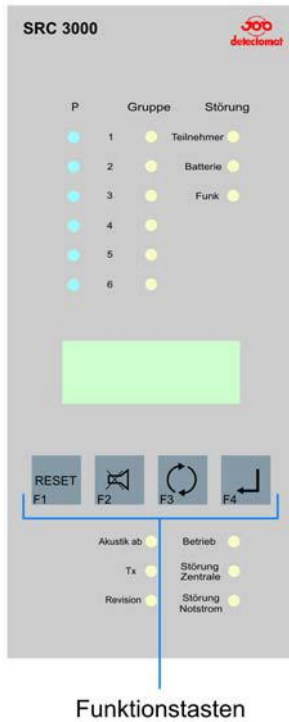 SRC 3000
JOB
detectomat
P Gruppe Störung
1 Teilnehmer
2 Batterie
3 Funk
4
5
6
RESET
F1 F2 F3 F4
Akustik ab Betrieb
Tx Störung
Zentrale
Revision Störung
Notstrom
Funktionstasten